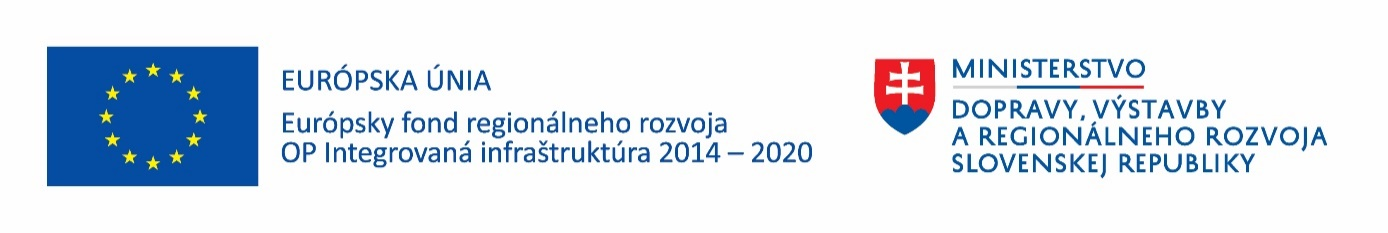 EURÓPSKA ÚNIA
Európsky fond regionálneho rozvoja
OP Integrovaná infraštruktúra 2014 – 2020
MINISTERSTVO
DOPRAVY, VÝSTAVBY
A REGIONÁLNEHO ROZVOJA
SLOVENSKEJ REPUBLIKY